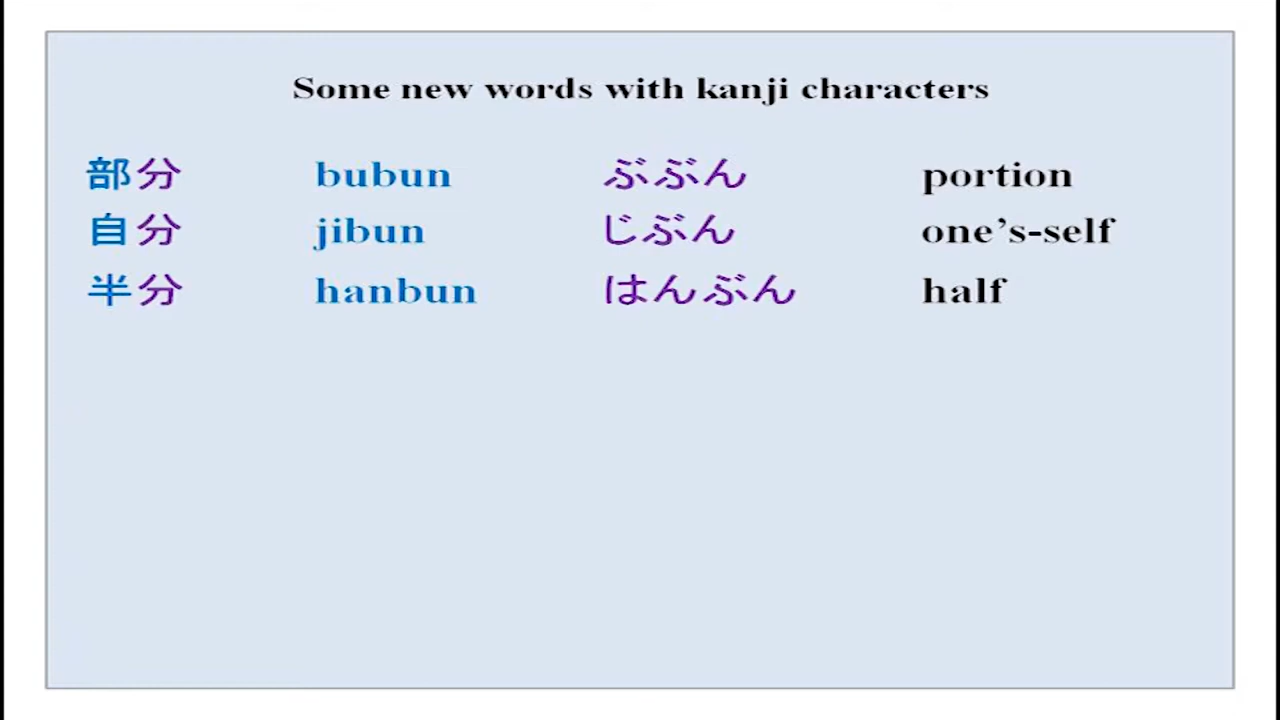 Some new words with kanji characters
部分 bubun ぶぶん portion
自分 jibun じぶん one’s-self
半分 hanbun はんぶん half